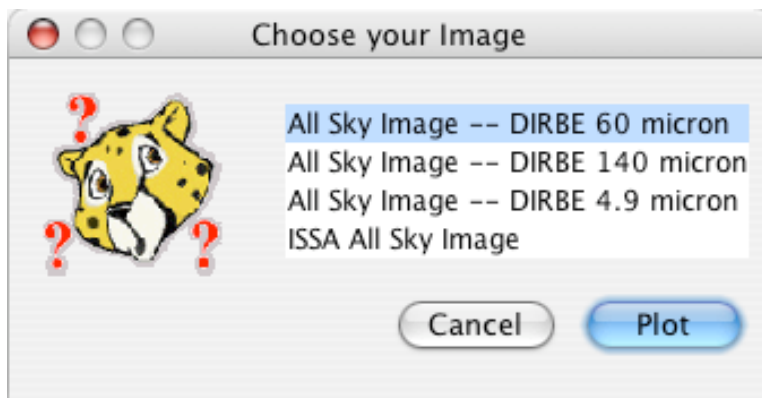 Choose your Image
?
All Sky Image -- DIRBE 60 micron
All Sky Image -- DIRBE 140 micron
All Sky Image -- DIRBE 4.9 micron
? ?
ISSA All Sky Image
Cancel Plot